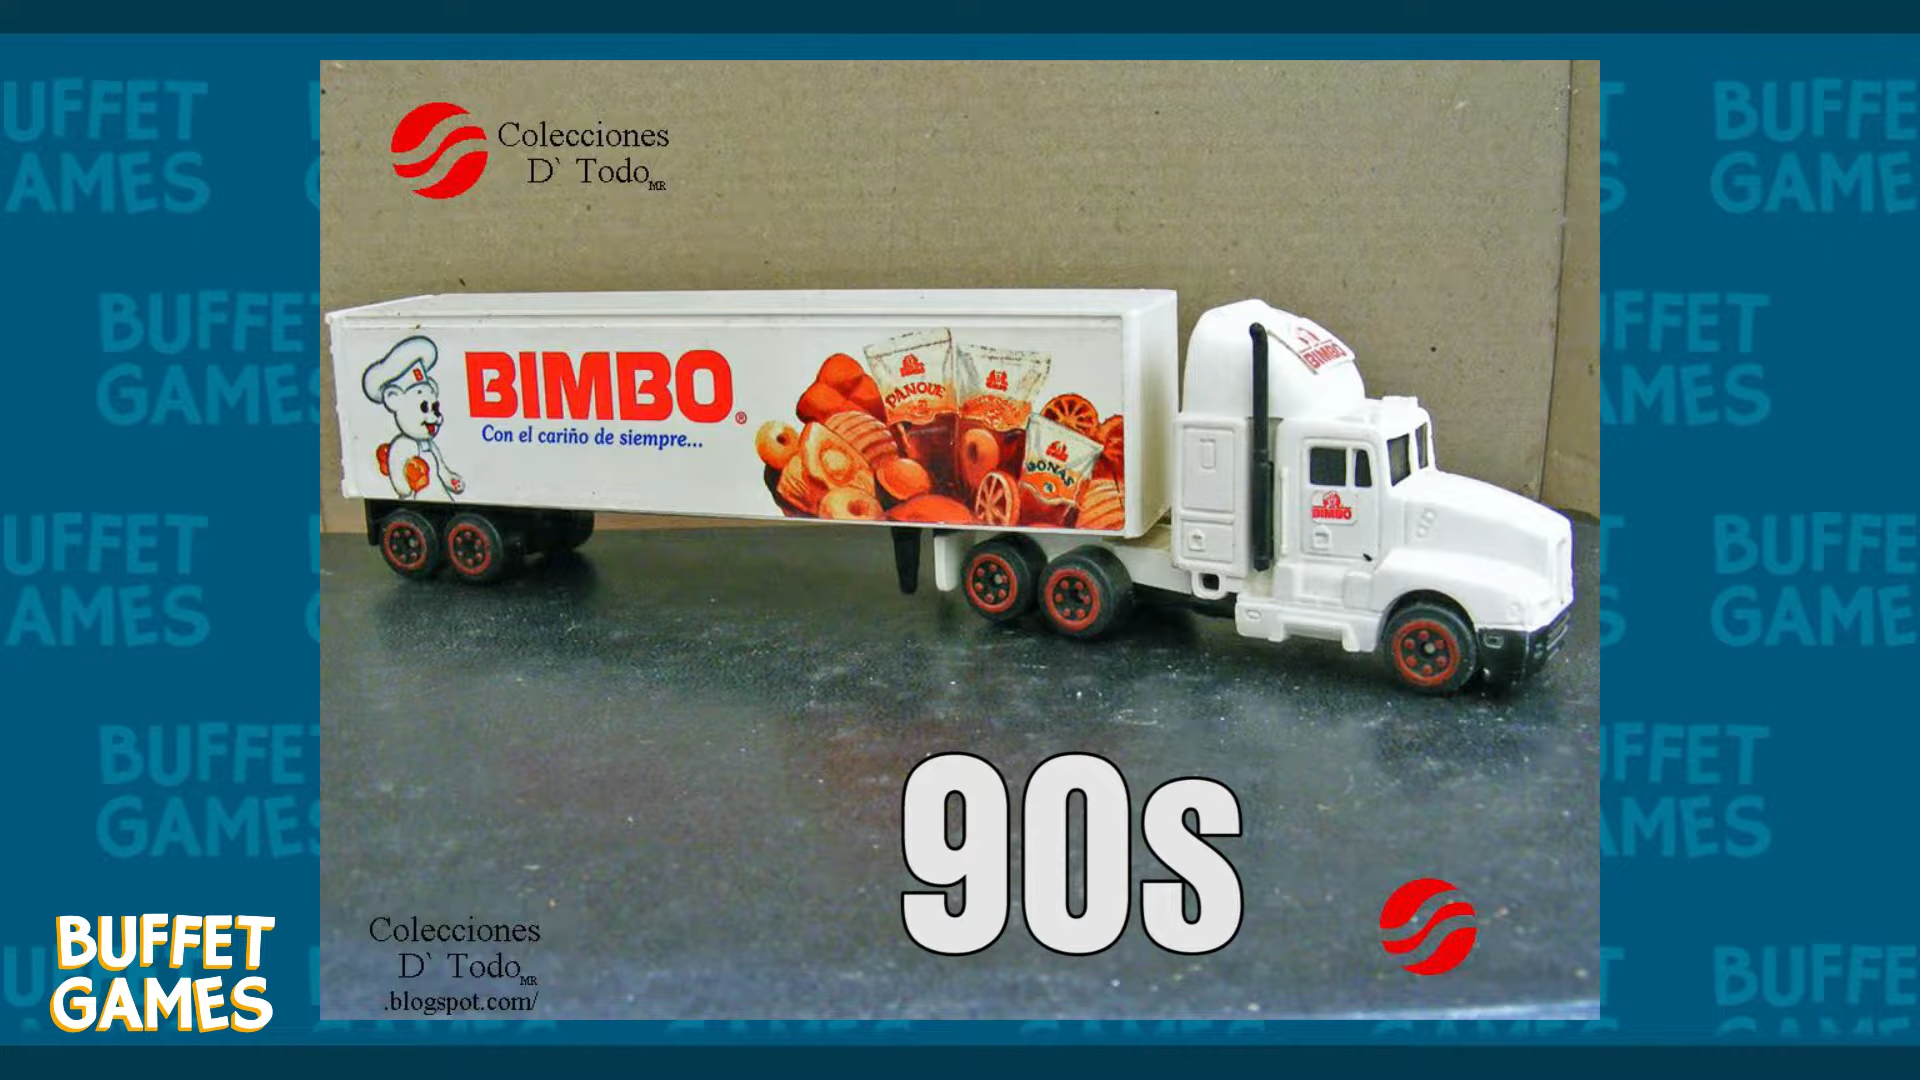 Colecciones
D` Todo MR
BIMBO®
Con el cariño de siempre...
PANQUE
DONAS
BIMBO
BIMBO
90s
Colecciones
D` Todo MR
.blogspot.com/
BUFFET
GAMES